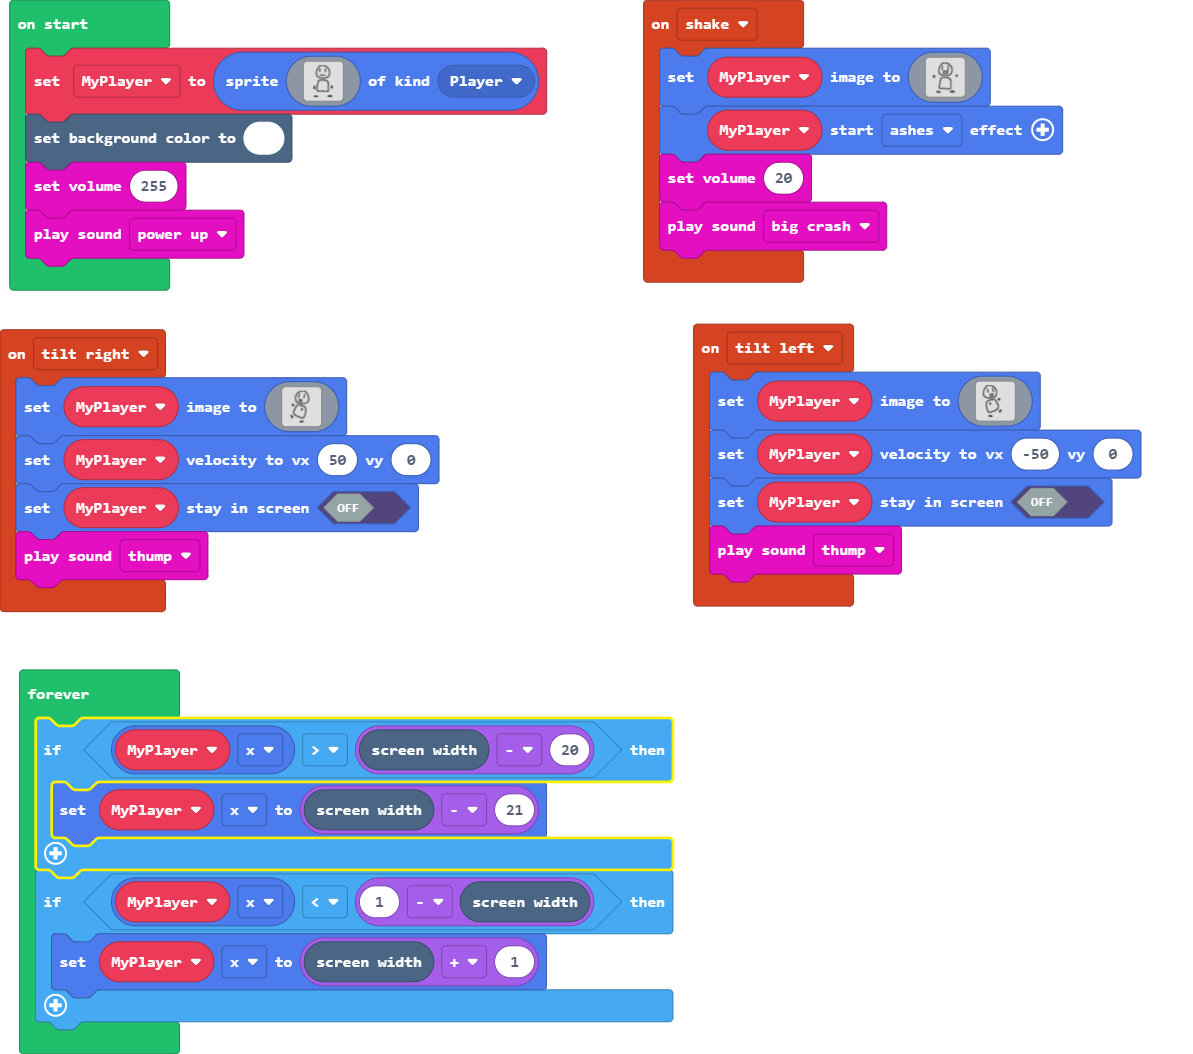 on start
set MyPlayer to sprite of kind Player
set background color to
set volume 255
play sound power up
on shake
set MyPlayer image to
MyPlayer start ashes effect
set volume 20
play sound big crash
on tilt right
set MyPlayer image to
set MyPlayer velocity to vx 50 vy 0
set MyPlayer stay in screen OFF
play sound thump
on tilt left
set MyPlayer image to
set MyPlayer velocity to vx -50 vy 0
set MyPlayer stay in screen OFF
play sound thump
forever
if MyPlayer x > screen width - 20 then
set MyPlayer x to screen width - 21
if MyPlayer x < 1 - screen width then
set MyPlayer x to screen width + 1